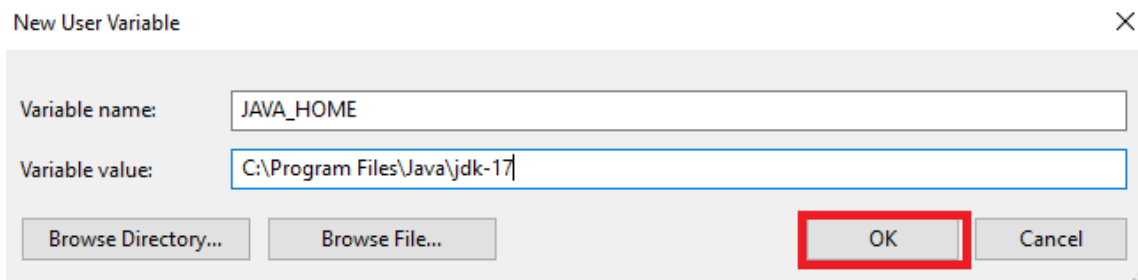 New User Variable
Variable name: JAVA_HOME
Variable value: C:\Program Files\Java\jdk-17
Browse Directory... Browse File... OK Cancel